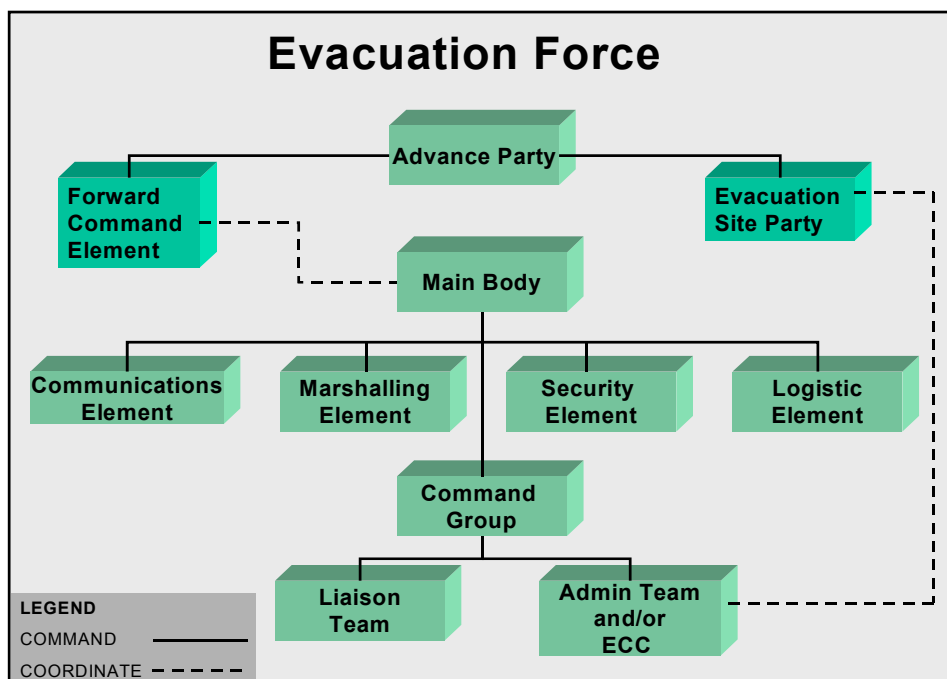 Evacuation Force
Advance Party
Forward
Command
Element
Evacuation
Site Party
Main Body
Communications
Element
Marshalling
Element
Security
Element
Logistic
Element
Command
Group
Liaison
Team
Admin Team
and/or
ECC
LEGEND
COMMAND
COORDINATE